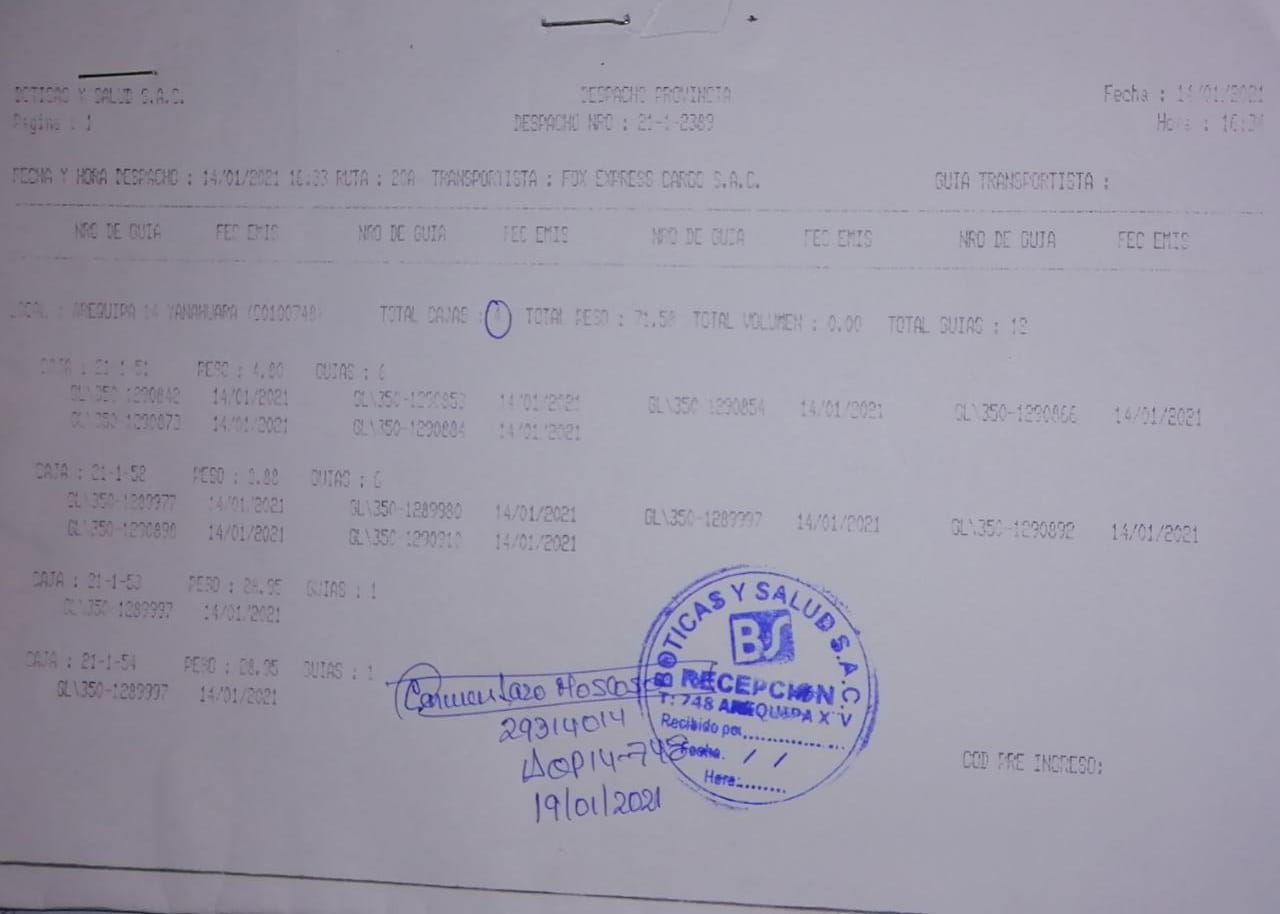 BOTICAS Y SALUD S.A.C. DESPACHO PROVINCIA Fecha : 14/01/2021
Pagina : 1 DESPACHO NRO : 21-1-2389 Hora : 16:34
FECHA Y HORA DESPACHO : 14/01/2021 16:33 RUTA : 20A TRANSPORTISTA : FOX EXPRESS CARGO S.A.C. GUIA TRANSPORTISTA :
NRO DE GUIA FEC EMIS NRO DE GUIA FEC EMIS NRO DE GUIA FEC EMIS NRO DE GUIA FEC EMIS
LOCAL : AREQUIPA 14 YANAHUARA TOTAL CAJAS : 4 TOTAL PESO : 71.58 TOTAL VOLUMEN : 0.00 TOTAL GUIAS : 12
CAJA : 21-1-51 PESO : 4.80 GUIAS : 6
GL\350-1290842 14/01/2021 GL\350-1290853 14/01/2021 GL\350-1290854 14/01/2021 GL\350-1290866 14/01/2021
GL\350-1290873 14/01/2021 GL\350-1290884 14/01/2021
CAJA : 21-1-52 PESO : GUIAS : 6
GL\350-1289977 14/01/2021 GL\350-1289980 14/01/2021 GL\350-1289997 14/01/2021 GL\350-1290892 14/01/2021
GL\350-1290898 14/01/2021 GL\350-1290910 14/01/2021
CAJA : 21-1-53 PESO : 28.95 GUIAS : 1
GL\350-1289997 14/01/2021
CAJA : 21-1-54 PESO : 28.95 GUIAS : 1
GL\350-1289997 14/01/2021
Carmen Lazo Moscoso
29314014
AQP14-748
19/01/2021
BOTICAS Y SALUD S.A.C.
BS
RECEPCION
T: 748 AREQUIPA XIV
Recibido por
Fecha. / /
Hora:
COD PRE INGRESO: